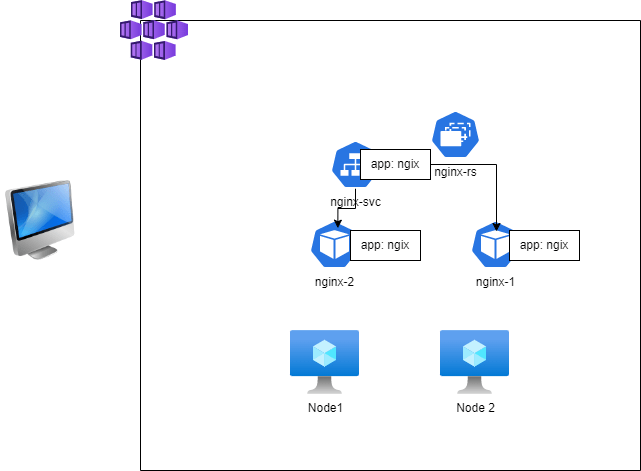 app: ngix
nginx-rs
nginx-svc
app: ngix
app: ngix
nginx-2
nginx-1
Node1
Node 2